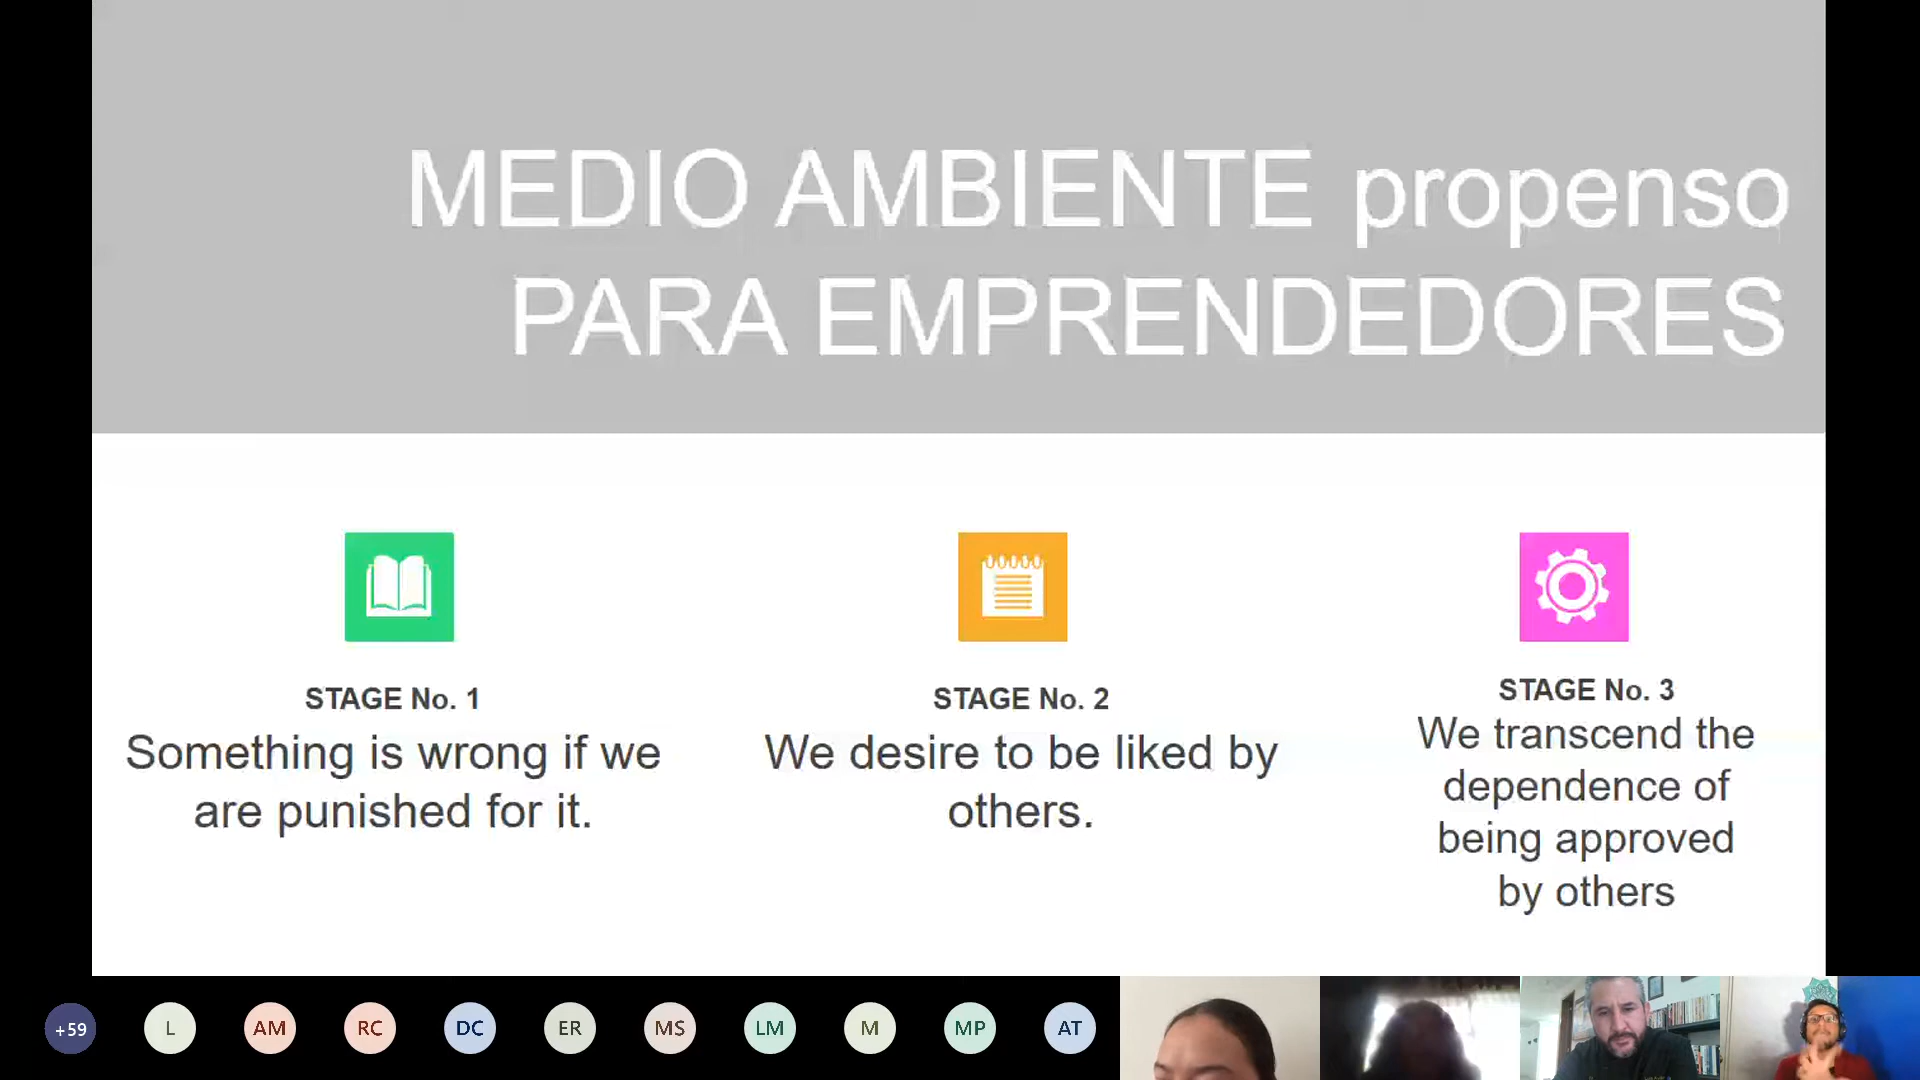 MEDIO AMBIENTE propenso
PARA EMPRENDEDORES
STAGE No. 1
Something is wrong if we
are punished for it.
STAGE No. 2
We desire to be liked by
others.
STAGE No. 3
We transcend the
dependence of
being approved
by others
+59
L
AM
RC
DC
ER
MS
LM
M
MP
AT